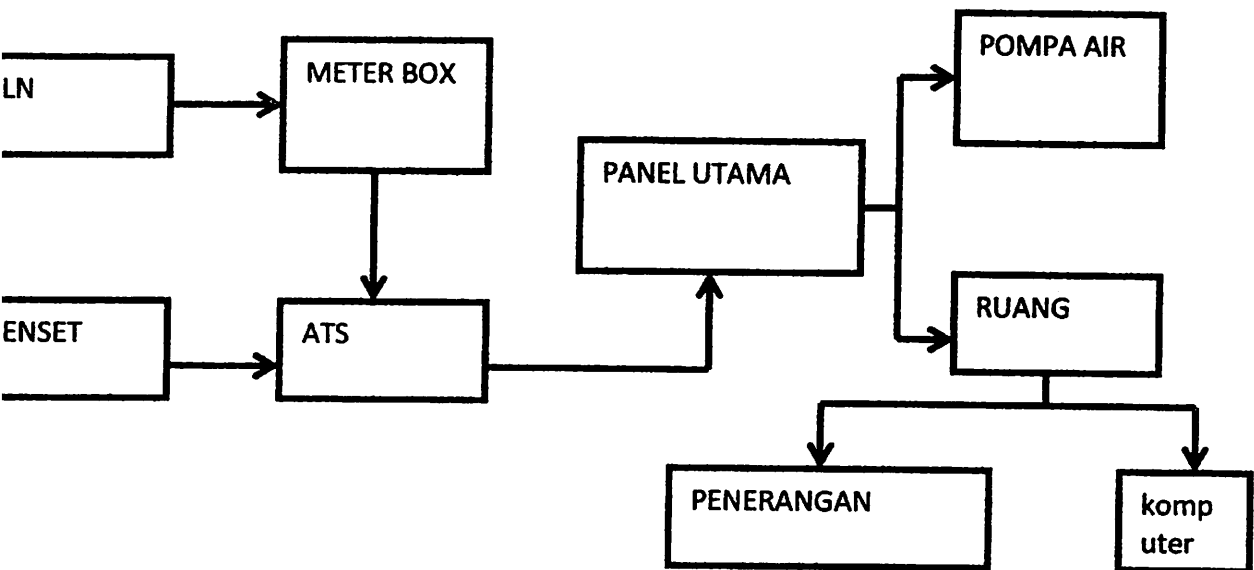 LN
METER BOX
POMPA AIR
PANEL UTAMA
ENSET
ATS
RUANG
PENERANGAN
komp
uter